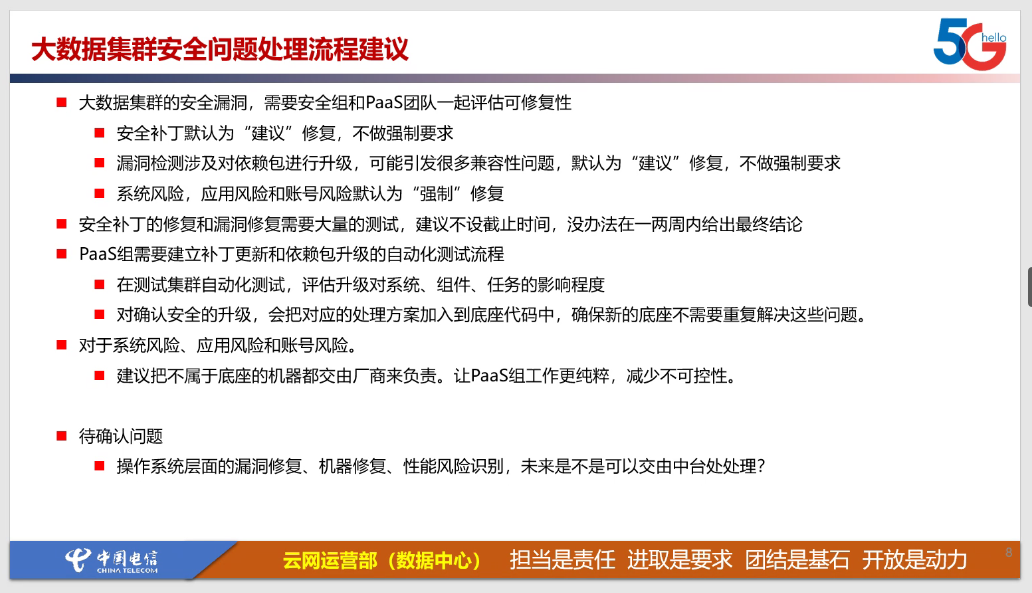 大数据集群安全问题处理流程建议
5G
hello
大数据集群的安全漏洞，需要安全组和PaaS团队一起评估可修复性
安全补丁默认为“建议”修复，不做强制要求
漏洞检测涉及对依赖包进行升级，可能引发很多兼容性问题，默认为“建议”修复，不做强制要求
系统风险，应用风险和账号风险默认为“强制”修复
安全补丁的修复和漏洞修复需要大量的测试，建议不设截止时间，没办法在一两周内给出最终结论
PaaS组需要建立补丁更新和依赖包升级的自动化测试流程
在测试集群自动化测试，评估升级对系统、组件、任务的影响程度
对确认安全的升级，会把对应的处理方案加入到底座代码中，确保新的底座不需要重复解决这些问题。
对于系统风险、应用风险和账号风险。
建议把不属于底座的机器都交由厂商来负责。让PaaS组工作更纯粹，减少不可控性。
待确认问题
操作系统层面的漏洞修复、机器修复、性能风险识别，未来是不是可以交由中台处处理？
中国电信
CHINA TELECOM
云网运营部（数据中心） 担当是责任 进取是要求 团结是基石 开放是动力
8